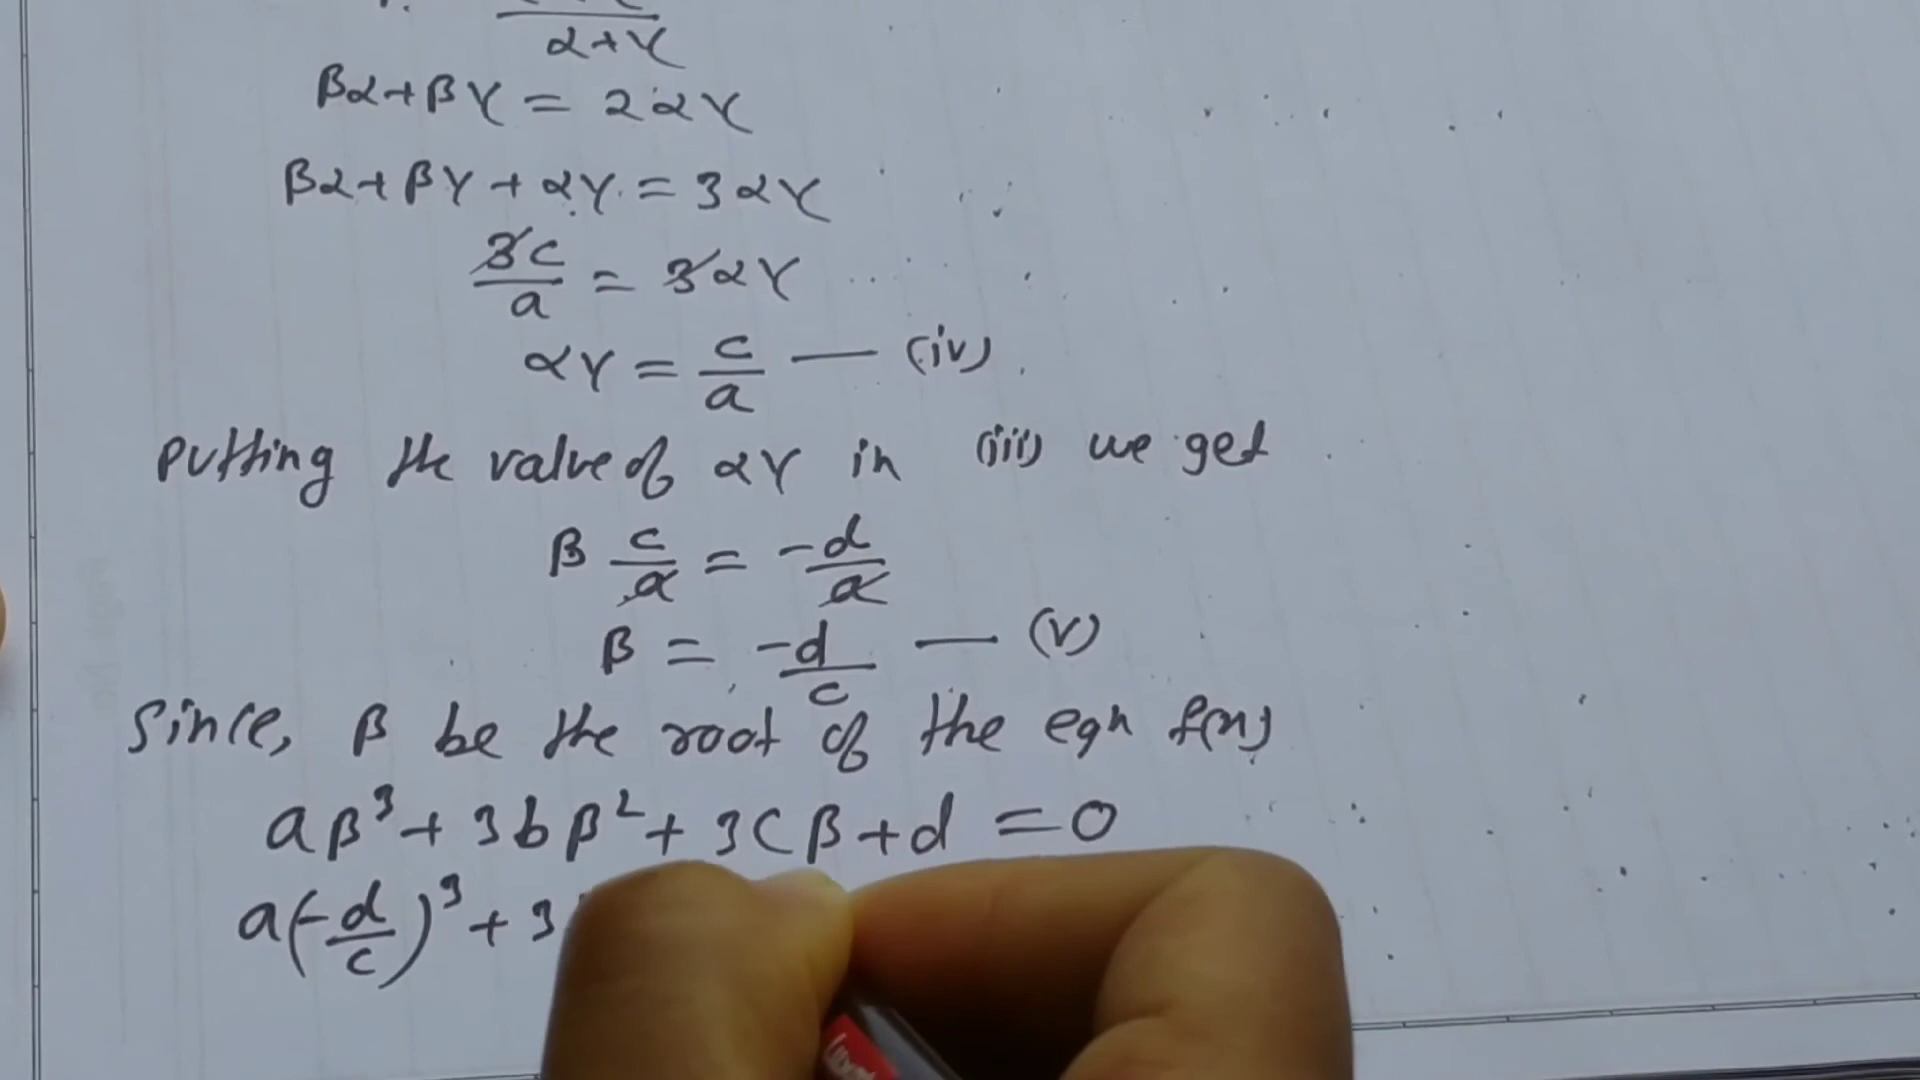 α+γ
βα+βγ = 2αγ
βα+βγ+αγ = 3αγ
3c/a = 3αγ
αγ = c/a — (iv)
putting the value of αγ in (iii) we get
β c/a = -d/a
β = -d/c — (v)
Since, β be the root of the eqn f(x)
aβ³+3bβ²+3cβ+d = 0
a(-d/c)³+3